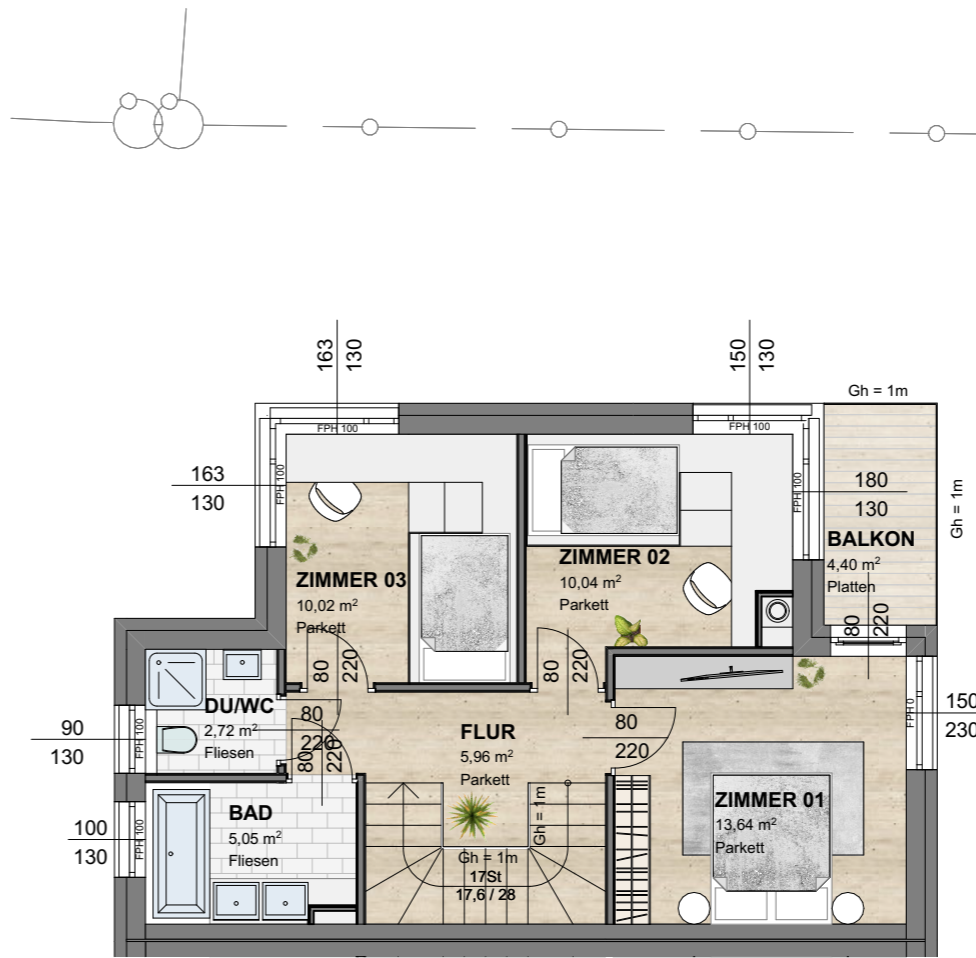 163
130
150
130
Gh = 1m
FPH 100
FPH 100
163
130
FPH 100
FPH 100
180
130
Gh = 1m
BALKON
4,40 m²
Platten
ZIMMER 02
10,04 m²
Parkett
ZIMMER 03
10,02 m²
Parkett
80
220
80
220
80
220
DU/WC
2,72 m²
Fliesen
80
220
FLUR
5,96 m²
Parkett
80
220
FPH 0
150
230
90
130
FPH 100
80
220
BAD
5,05 m²
Fliesen
100
130
FPH 100
Gh = 1m
ZIMMER 01
13,64 m²
Parkett
Gh = 1m
17St
17,6 / 28